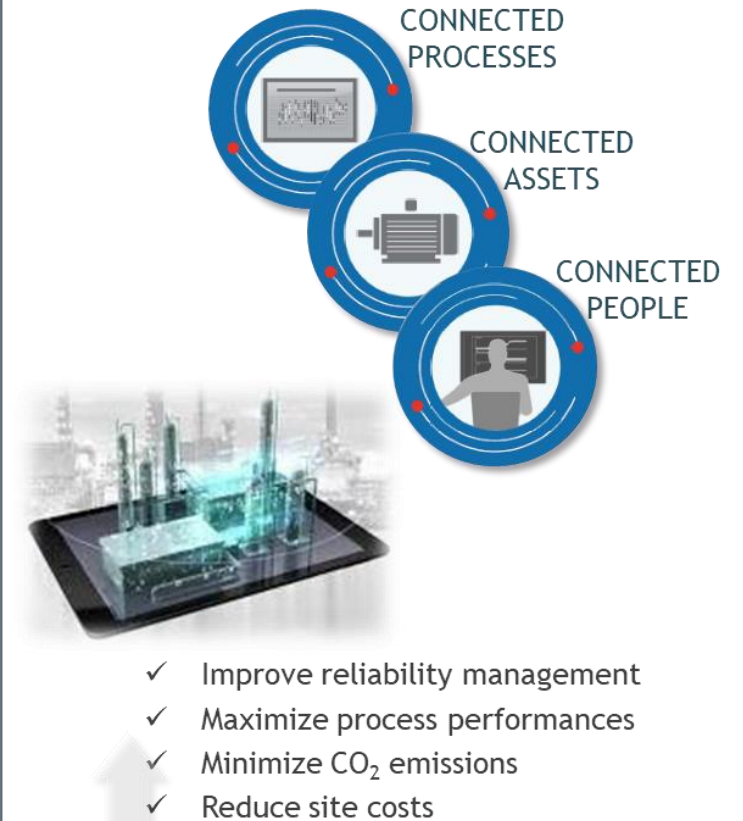 CONNECTED
PROCESSES
CONNECTED
ASSETS
CONNECTED
PEOPLE
✓ Improve reliability management
✓ Maximize process performances
✓ Minimize CO₂ emissions
✓ Reduce site costs